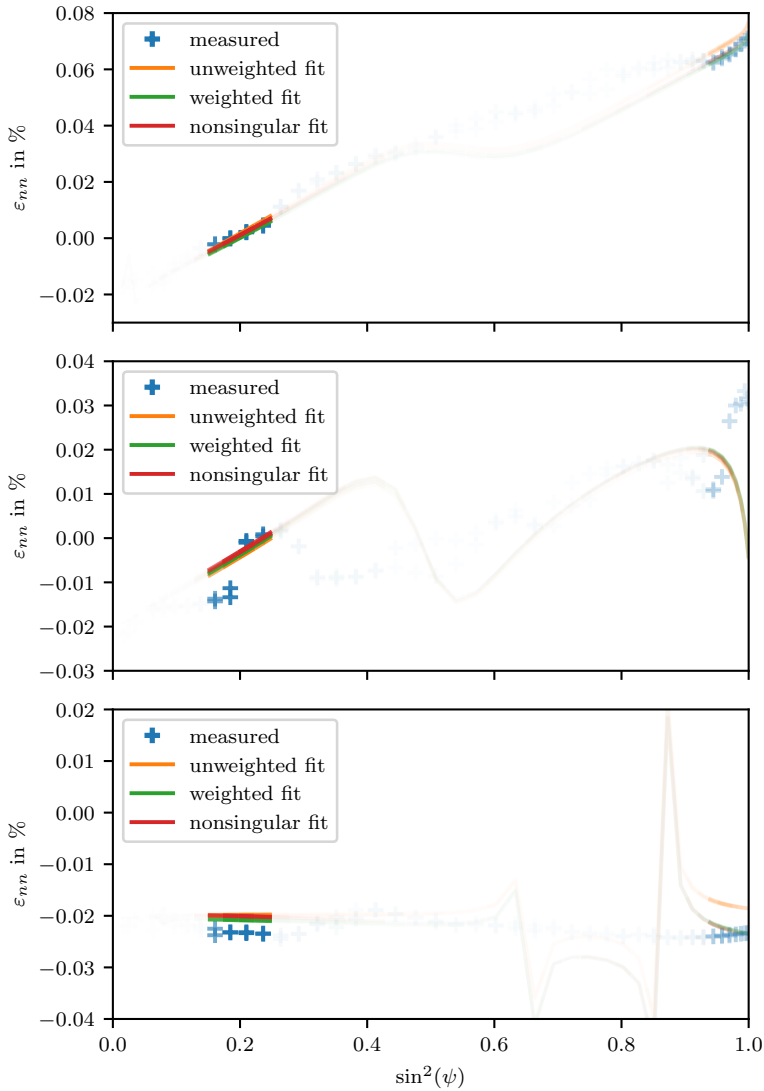 0.08
0.06
0.04
0.02
0.00
−0.02
εnn in %
measured
unweighted fit
weighted fit
nonsingular fit
0.04
0.03
0.02
0.01
0.00
−0.01
−0.02
−0.03
εnn in %
measured
unweighted fit
weighted fit
nonsingular fit
0.02
0.01
0.00
−0.01
−0.02
−0.03
−0.04
εnn in %
measured
unweighted fit
weighted fit
nonsingular fit
0.0 0.2 0.4 0.6 0.8 1.0
sin²(ψ)